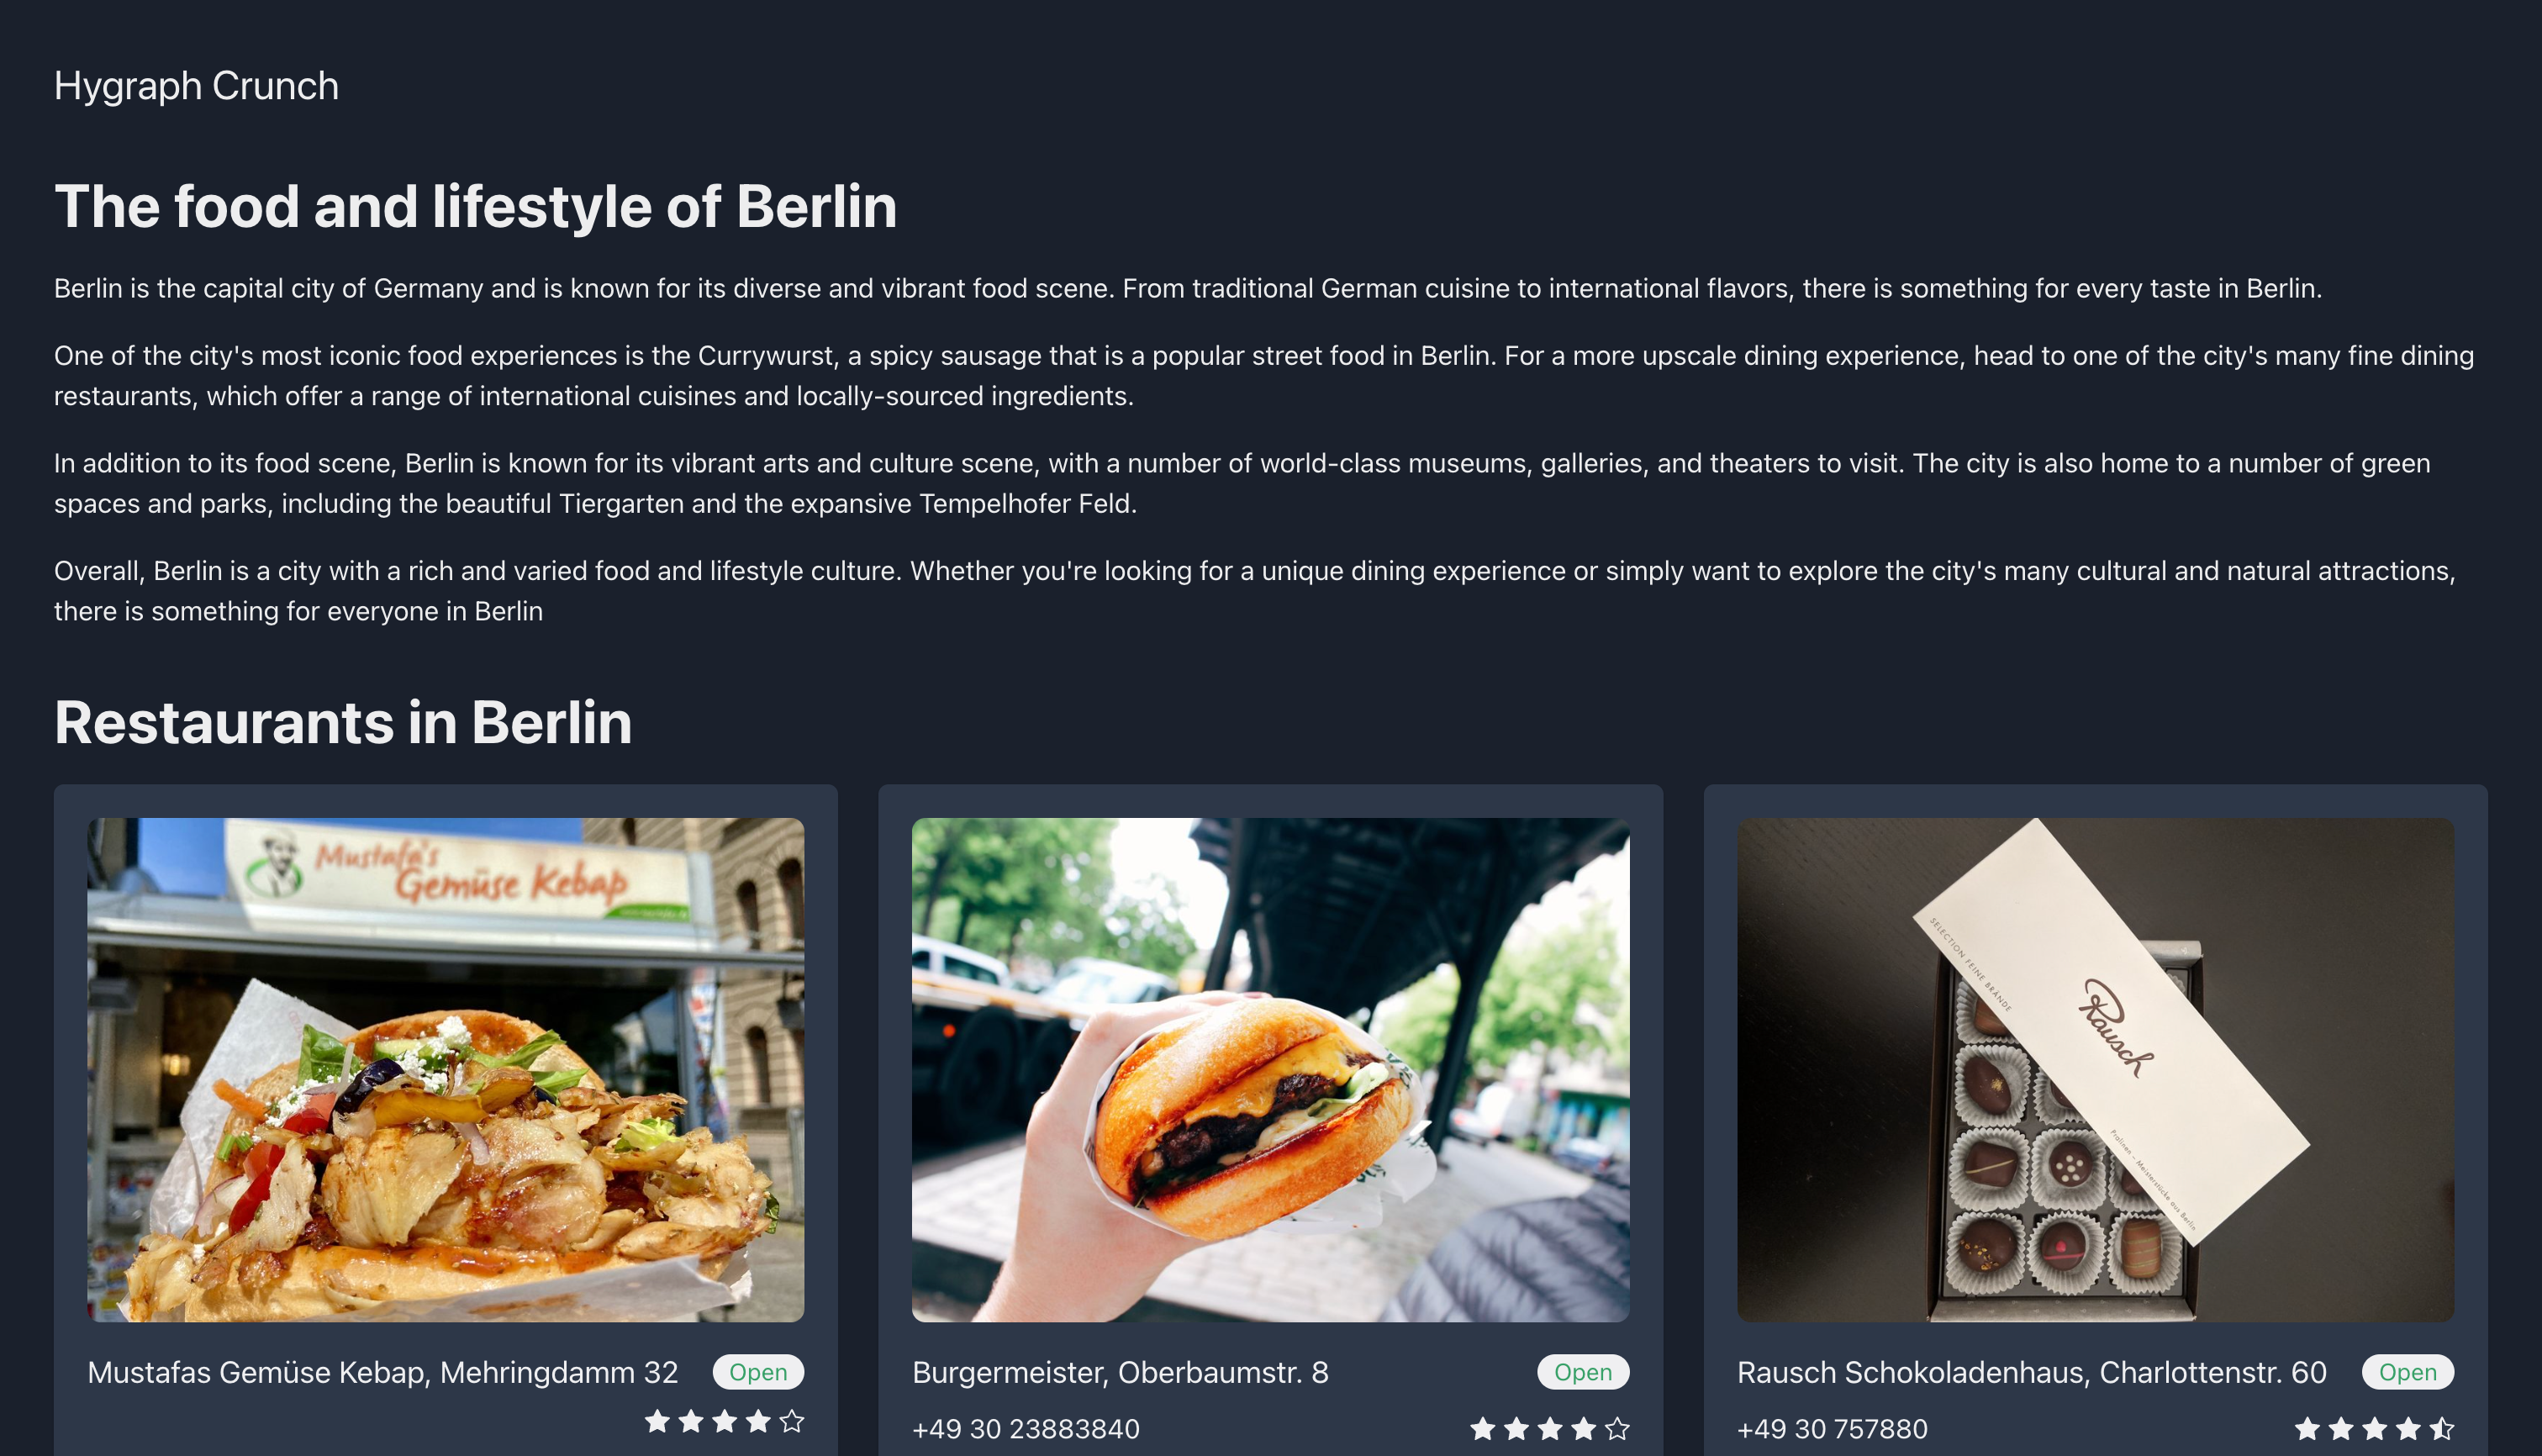 Hygraph Crunch
The food and lifestyle of Berlin
Berlin is the capital city of Germany and is known for its diverse and vibrant food scene. From traditional German cuisine to international flavors, there is something for every taste in Berlin.
One of the city's most iconic food experiences is the Currywurst, a spicy sausage that is a popular street food in Berlin. For a more upscale dining experience, head to one of the city's many fine dining
restaurants, which offer a range of international cuisines and locally-sourced ingredients.
In addition to its food scene, Berlin is known for its vibrant arts and culture scene, with a number of world-class museums, galleries, and theaters to visit. The city is also home to a number of green
spaces and parks, including the beautiful Tiergarten and the expansive Tempelhofer Feld.
Overall, Berlin is a city with a rich and varied food and lifestyle culture. Whether you're looking for a unique dining experience or simply want to explore the city's many cultural and natural attractions,
there is something for everyone in Berlin
Restaurants in Berlin
Mustafa's
Gemüse Kebap
SELECTION FEINE BRÄNDE
Rausch
Pralinen – Meisterstücke aus Berlin
Mustafas Gemüse Kebap, Mehringdamm 32
Open
Burgermeister, Oberbaumstr. 8
Open
+49 30 23883840
Rausch Schokoladenhaus, Charlottenstr. 60
Open
+49 30 757880